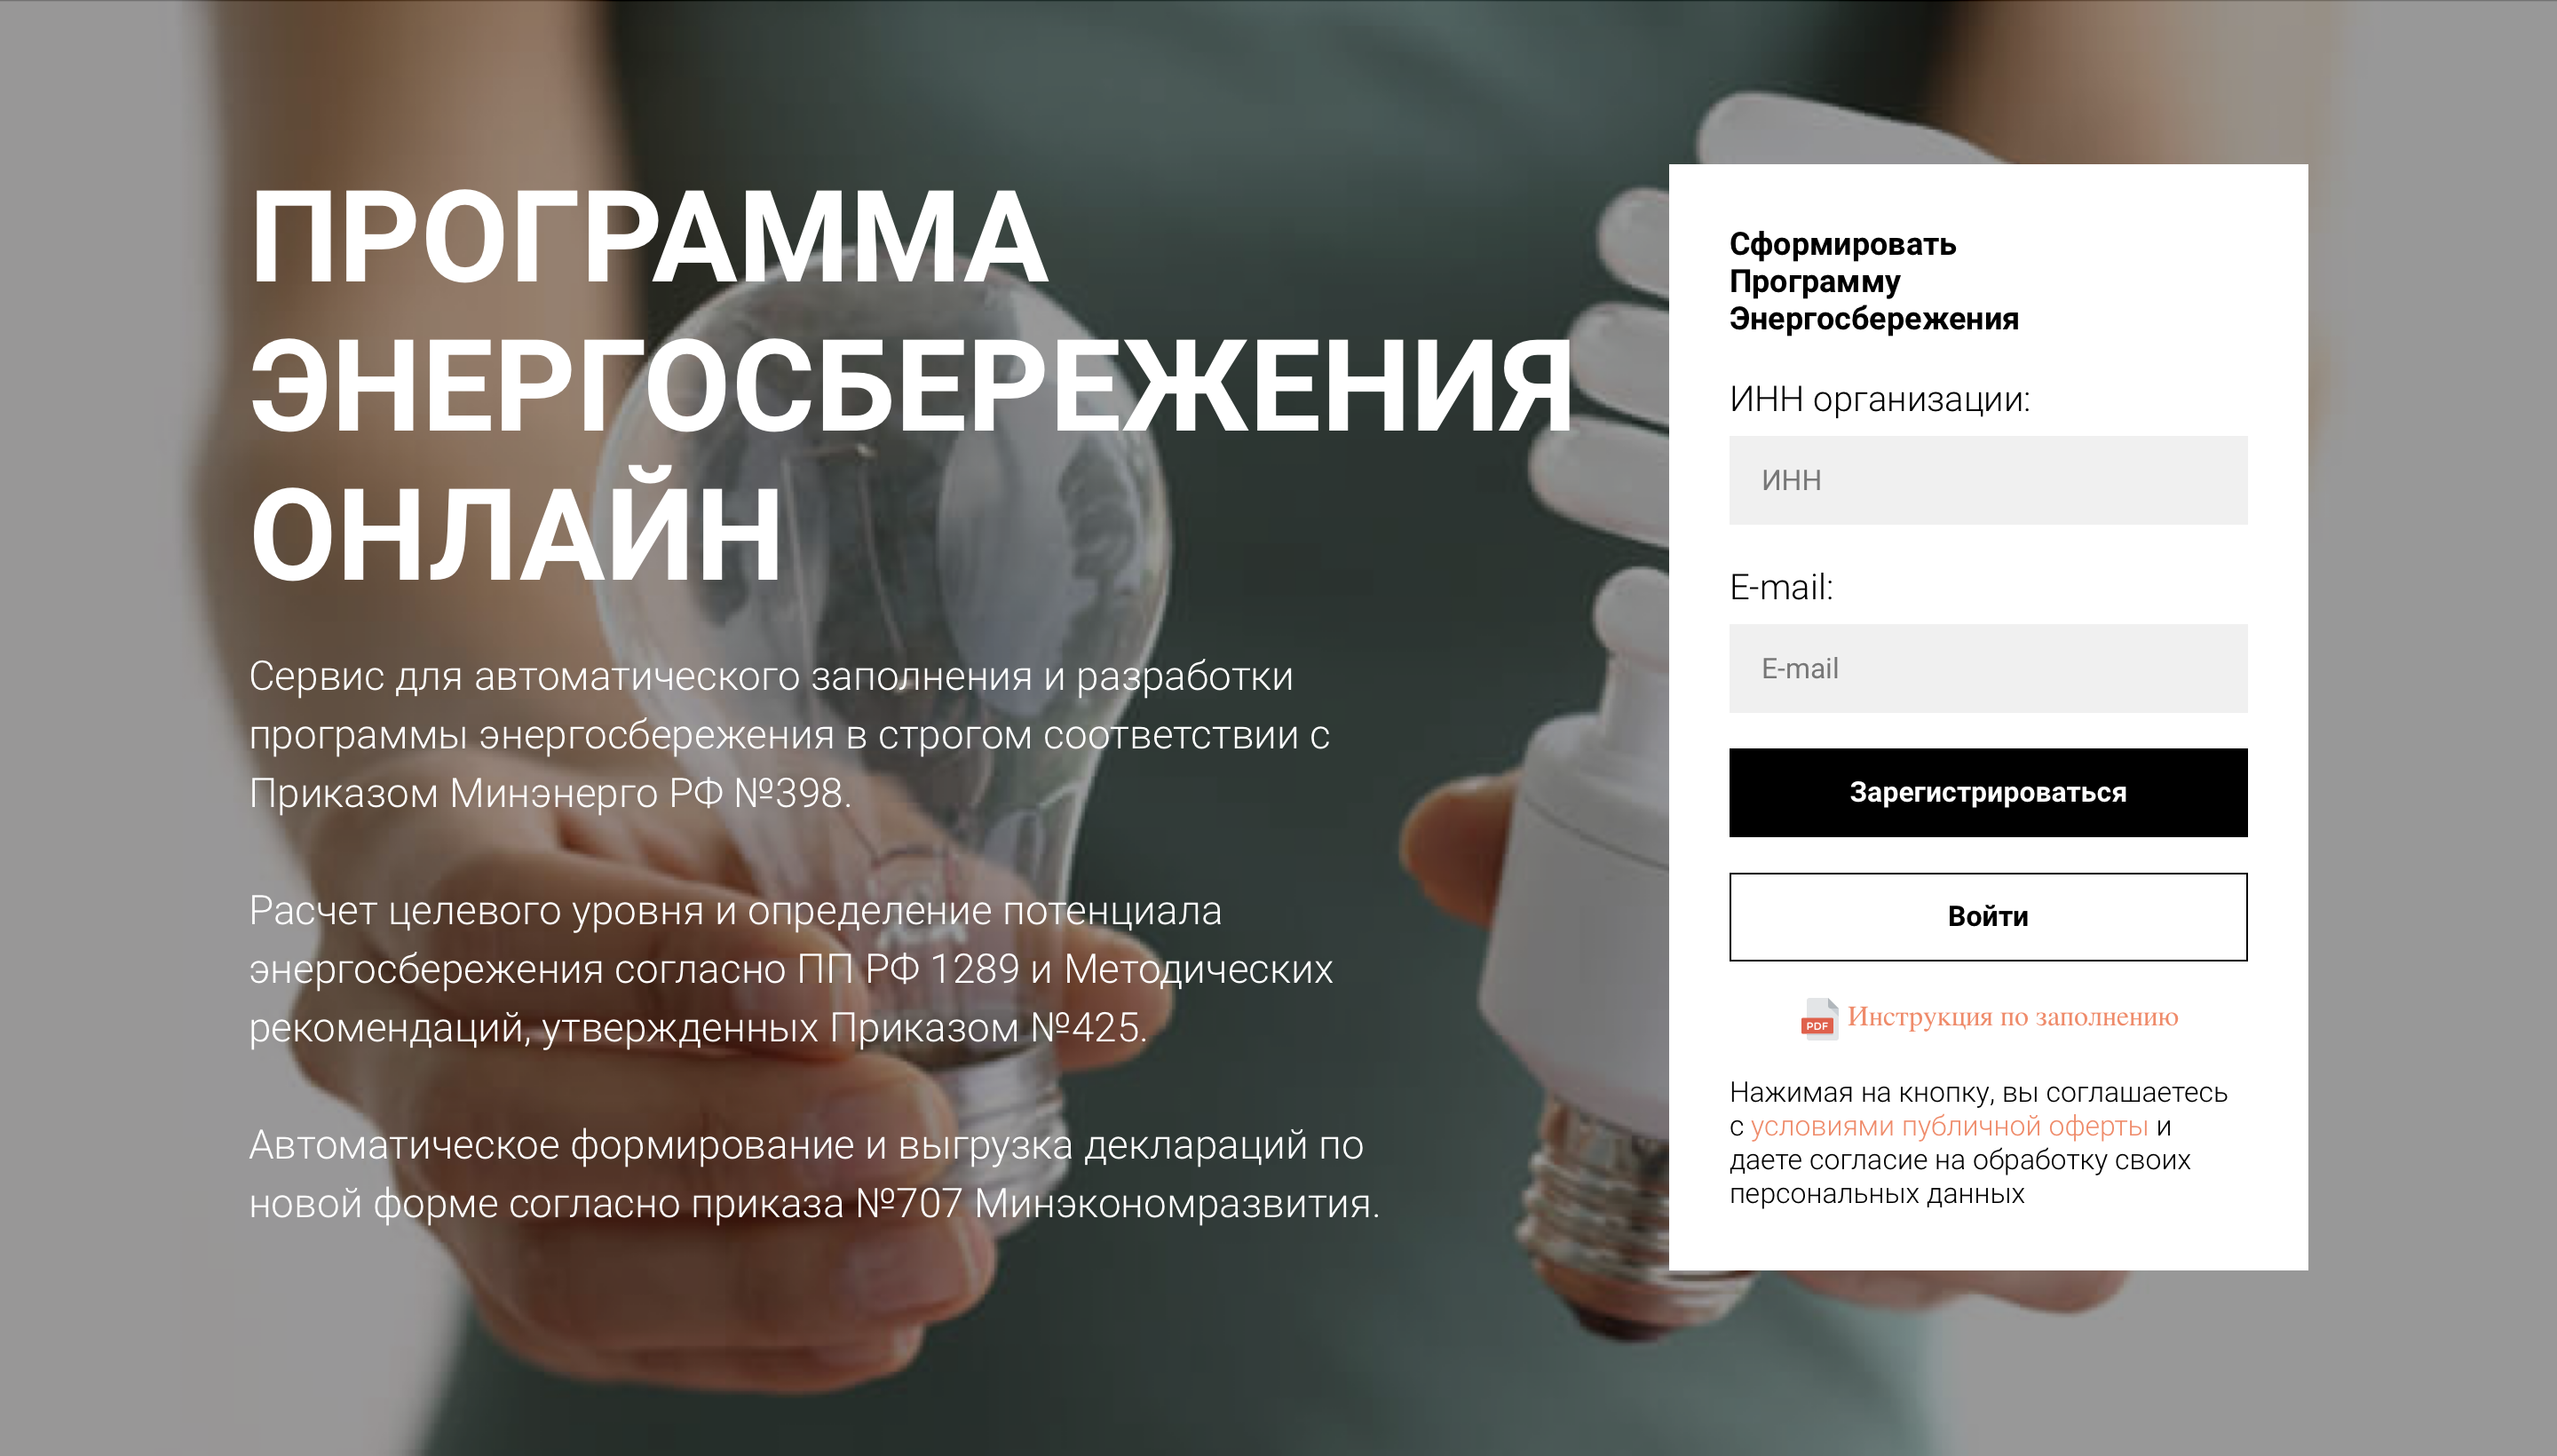 ПРОГРАММА
ЭНЕРГОСБЕРЕЖЕНИЯ
ОНЛАЙН
Сервис для автоматического заполнения и разработки
программы энергосбережения в строгом соответствии с
Приказом Минэнерго РФ №398.
Расчет целевого уровня и определение потенциала
энергосбережения согласно ПП РФ 1289 и Методических
рекомендаций, утвержденных Приказом №425.
Автоматическое формирование и выгрузка деклараций по
новой форме согласно приказа №707 Минэкономразвития.
Сформировать
Программу
Энергосбережения
ИНН организации:
ИНН
E-mail:
E-mail
Зарегистрироваться
Войти
PDF Инструкция по заполнению
Нажимая на кнопку, вы соглашаетесь
с условиями публичной оферты и
даете согласие на обработку своих
персональных данных